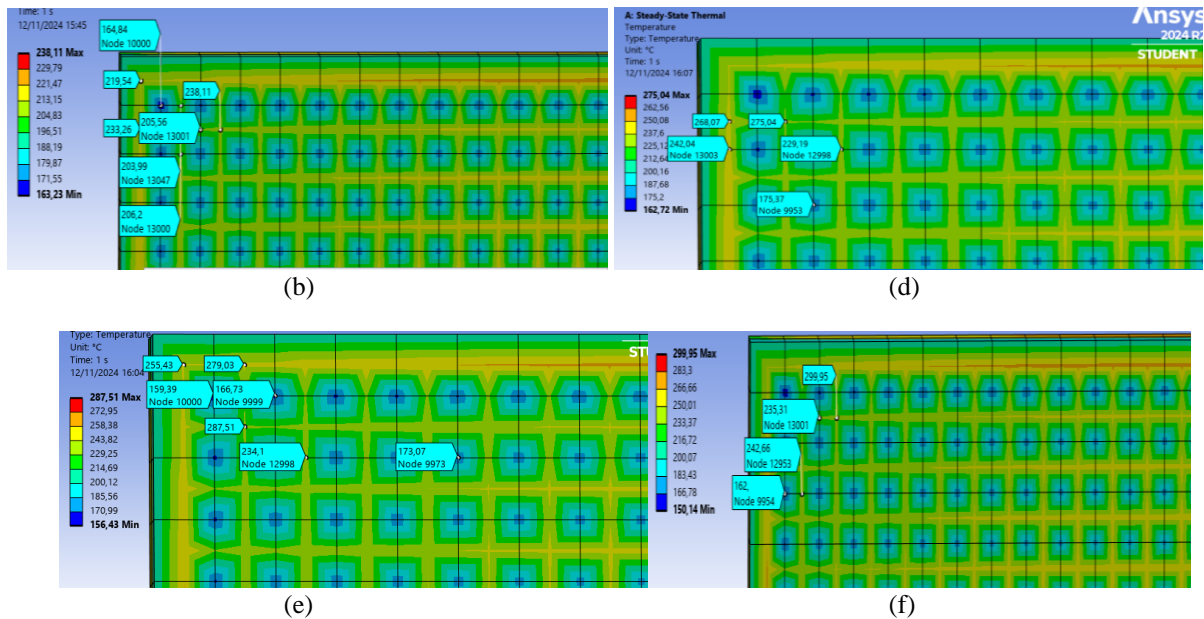 Time: 1 s
12/11/2024 15:45
238,11 Max
229,79
221,47
213,15
204,83
196,51
188,19
179,87
171,55
163,23 Min
164,84
Node 10000
219,54
238,11
233,26
205,56
Node 13001
203,99
Node 13047
206,2
Node 13000
(b)
A: Steady-State Thermal
Temperature
Type: Temperature
Unit: °C
Time: 1 s
12/11/2024 16:07
275,04 Max
262,56
250,08
237,6
225,12
212,64
200,16
187,68
175,2
162,72 Min
Ansys
2024 R2
STUDENT
268,07
275,04
242,04
Node 13003
229,19
Node 12998
175,37
Node 9953
(d)
Type: Temperature
Unit: °C
Time: 1 s
12/11/2024 16:04
287,51 Max
272,95
258,38
243,82
229,25
214,69
200,12
185,56
170,99
156,43 Min
255,43
279,03
159,39
Node 10000
166,73
Node 9999
287,51
234,1
Node 12998
173,07
Node 9973
(e)
299,95 Max
283,3
266,66
250,01
233,37
216,72
200,07
183,43
166,78
150,14 Min
299,95
235,31
Node 13001
242,66
Node 12953
162,
Node 9954
(f)